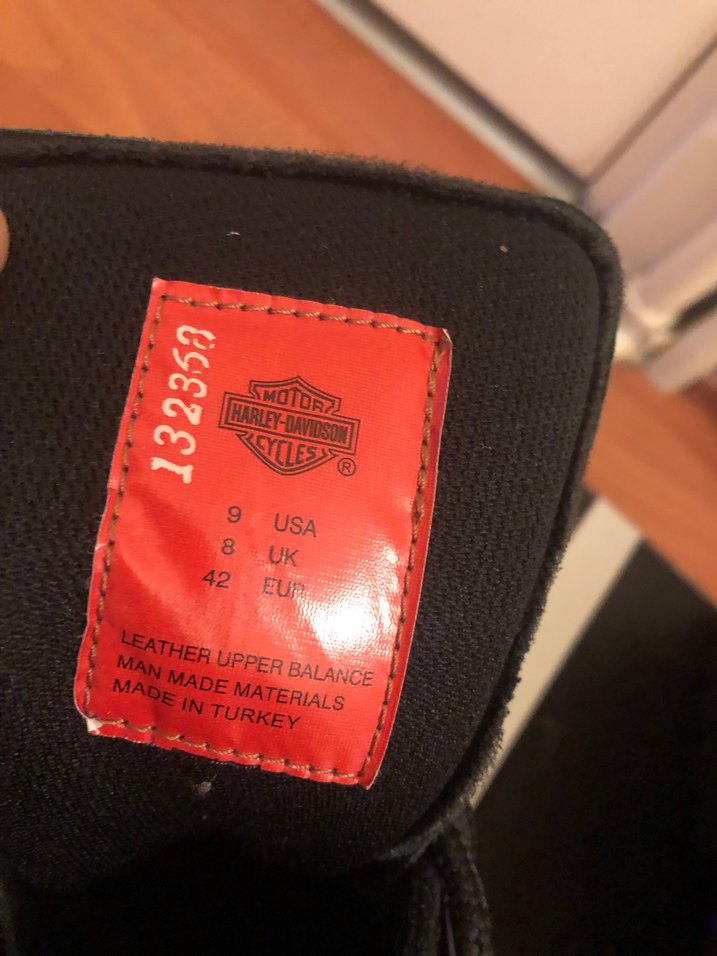 132363
MOTOR
HARLEY-DAVIDSON
CYCLES
®
9 USA
8 UK
42 EUR
LEATHER UPPER BALANCE
MAN MADE MATERIALS
MADE IN TURKEY